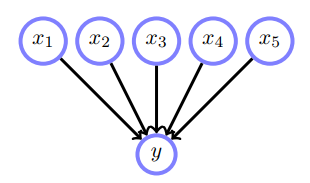 x₁ x₂ x₃ x₄ x₅
y